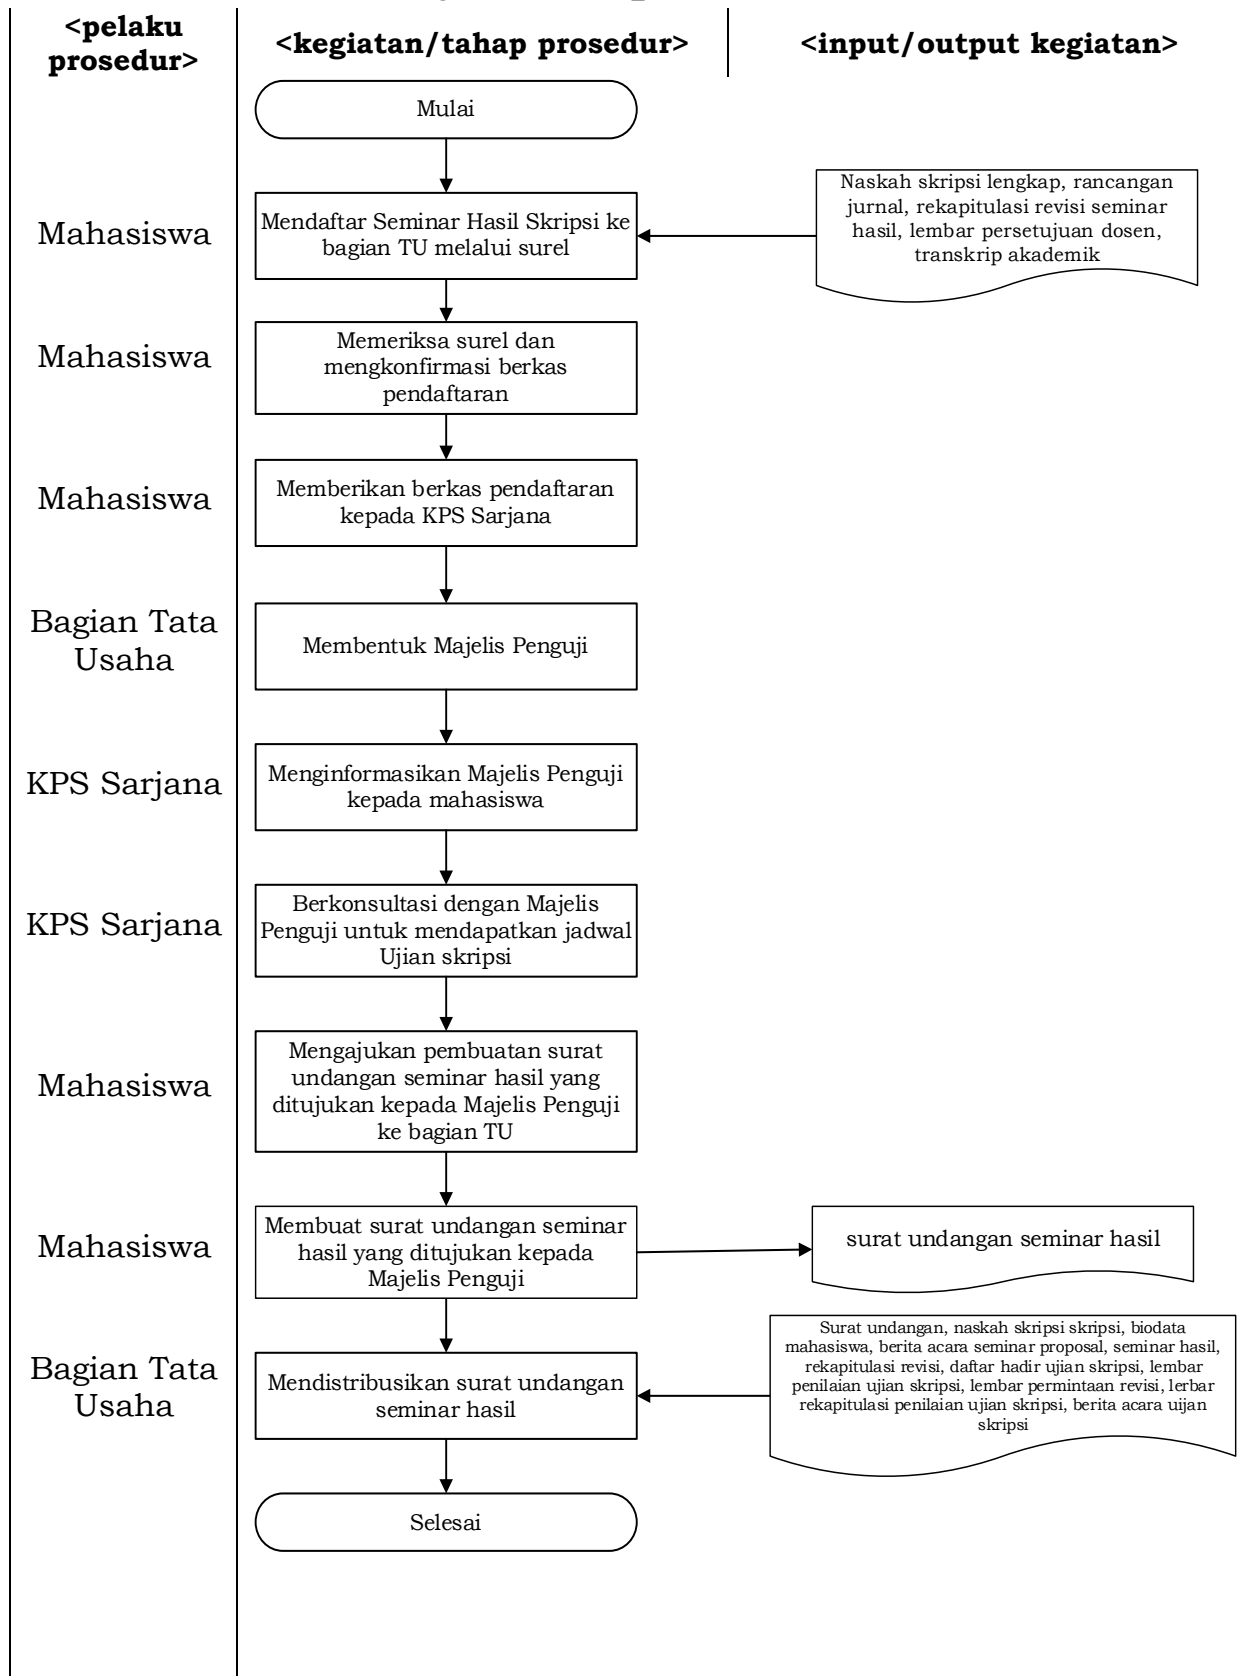 <pelaku
prosedur>
<kegiatan/tahap prosedur>
<input/output kegiatan>
Mulai
Mahasiswa
Mendaftar Seminar Hasil Skripsi ke
bagian TU melalui surel
Naskah skripsi lengkap, rancangan
jurnal, rekapitulasi revisi seminar
hasil, lembar persetujuan dosen,
transkrip akademik
Mahasiswa
Memeriksa surel dan
mengkonfirmasi berkas
pendaftaran
Mahasiswa
Memberikan berkas pendaftaran
kepada KPS Sarjana
Bagian Tata
Usaha
Membentuk Majelis Penguji
KPS Sarjana
Menginformasikan Majelis Penguji
kepada mahasiswa
KPS Sarjana
Berkonsultasi dengan Majelis
Penguji untuk mendapatkan jadwal
Ujian skripsi
Mahasiswa
Mengajukan pembuatan surat
undangan seminar hasil yang
ditujukan kepada Majelis Penguji
ke bagian TU
Mahasiswa
Membuat surat undangan seminar
hasil yang ditujukan kepada
Majelis Penguji
surat undangan seminar hasil
Bagian Tata
Usaha
Mendistribusikan surat undangan
seminar hasil
Surat undangan, naskah skripsi skripsi, biodata
mahasiswa, berita acara seminar proposal, seminar hasil,
rekapitulasi revisi, daftar hadir ujian skripsi, lembar
penilaian ujian skripsi, lembar permintaan revisi, lerbar
rekapitulasi penilaian ujian skripsi, berita acara uijan
skripsi
Selesai